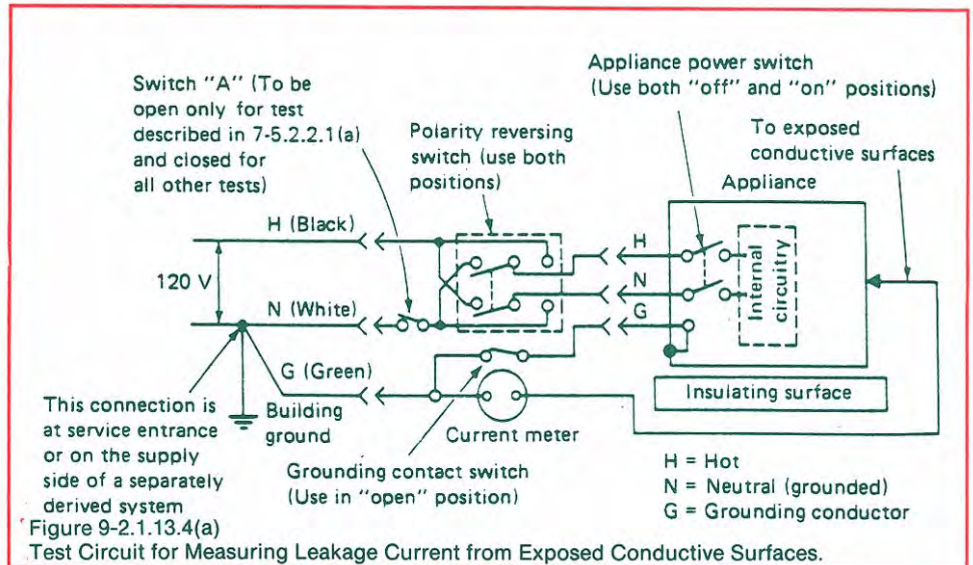 Switch "A" (To be
open only for test
described in 7-5.2.2.1(a)
and closed for
all other tests)
Polarity reversing
switch (use both
positions)
Appliance power switch
(Use both "off" and "on" positions)
To exposed
conductive surfaces
Appliance
H (Black)
H
120 V
N (White)
N
G
Internal
circuitry
G (Green)
Building
ground
Current meter
Insulating surface
This connection is
at service entrance
or on the supply
side of a separately
derived system
Grounding contact switch
(Use in "open" position)
H = Hot
N = Neutral (grounded)
G = Grounding conductor
Figure 9-2.1.13.4(a)
Test Circuit for Measuring Leakage Current from Exposed Conductive Surfaces.